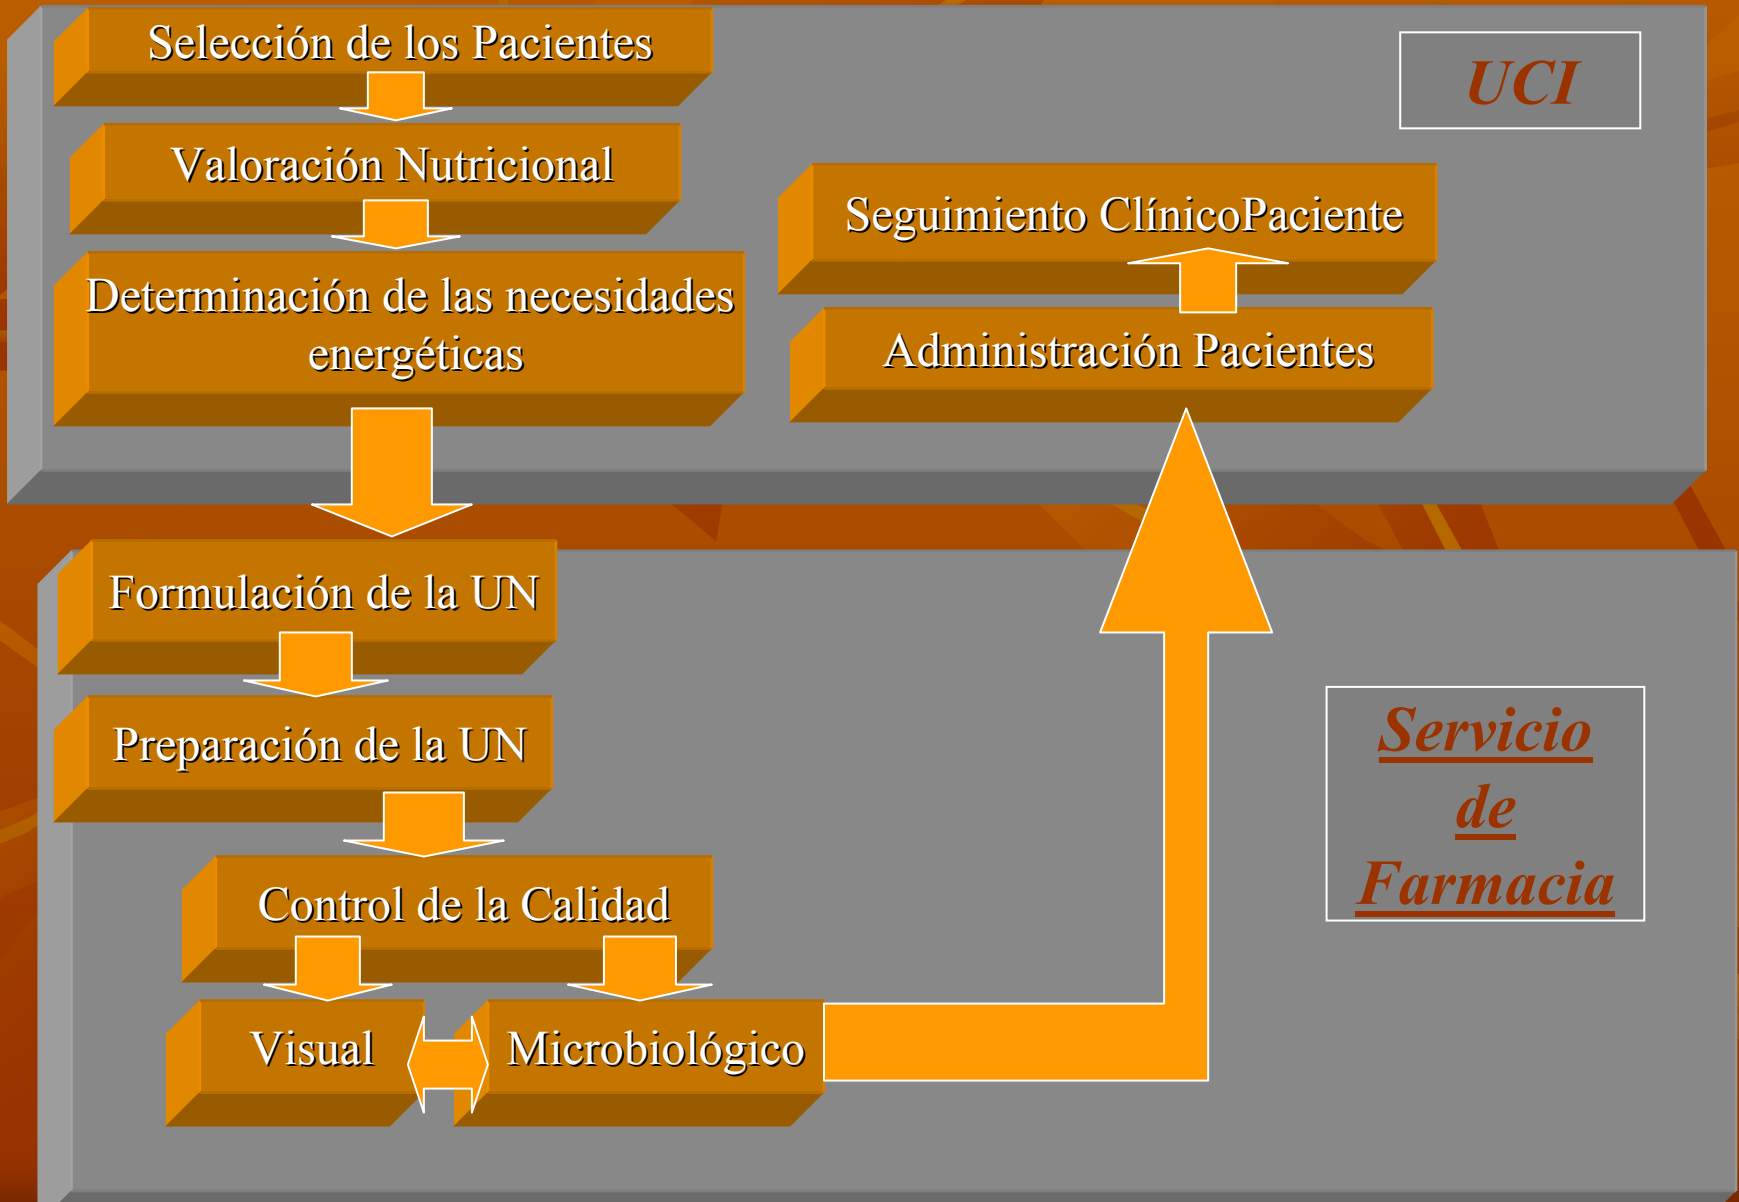 Selección de los Pacientes
UCI
Valoración Nutricional
Seguimiento ClínicoPaciente
Determinación de las necesidades
energéticas
Administración Pacientes
Formulación de la UN
Preparación de la UN
Servicio
de
Farmacia
Control de la Calidad
Visual
Microbiológico